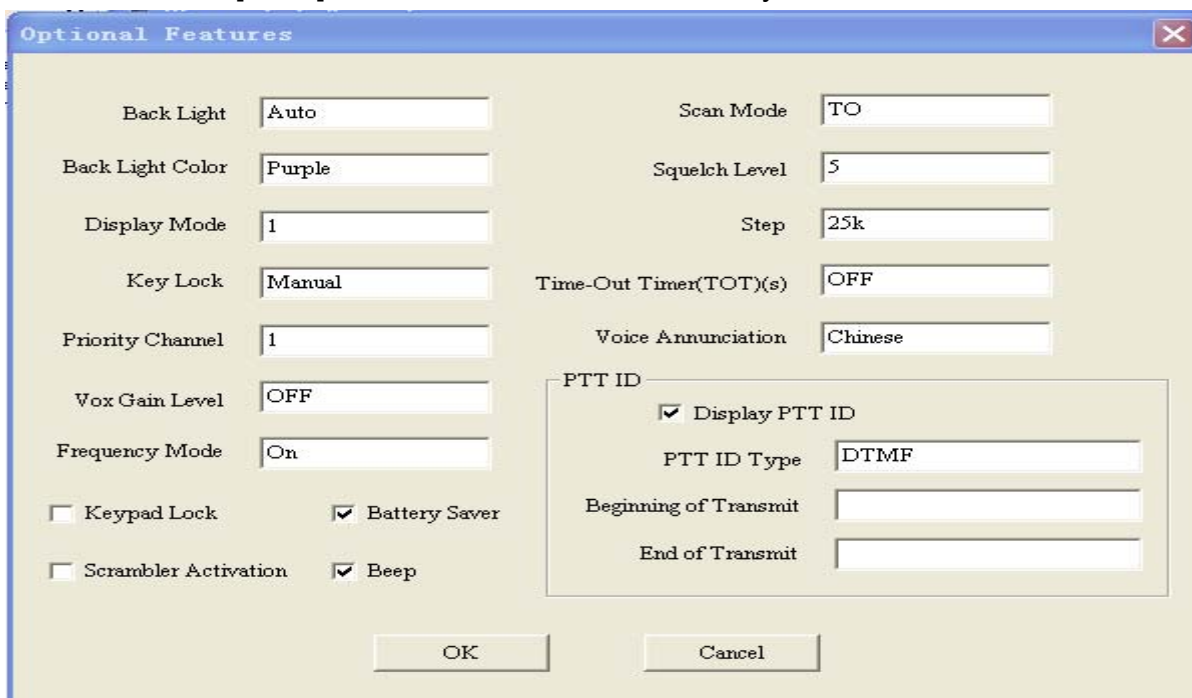 Optional Features
Back Light Auto
Back Light Color Purple
Display Mode 1
Key Lock Manual
Priority Channel 1
Vox Gain Level OFF
Frequency Mode On
Keypad Lock Battery Saver
Scrambler Activation Beep
Scan Mode TO
Squelch Level 5
Step 25k
Time-Out Timer(TOT)(s) OFF
Voice Annunciation Chinese
PTT ID
Display PTT ID
PTT ID Type DTMF
Beginning of Transmit
End of Transmit
OK Cancel